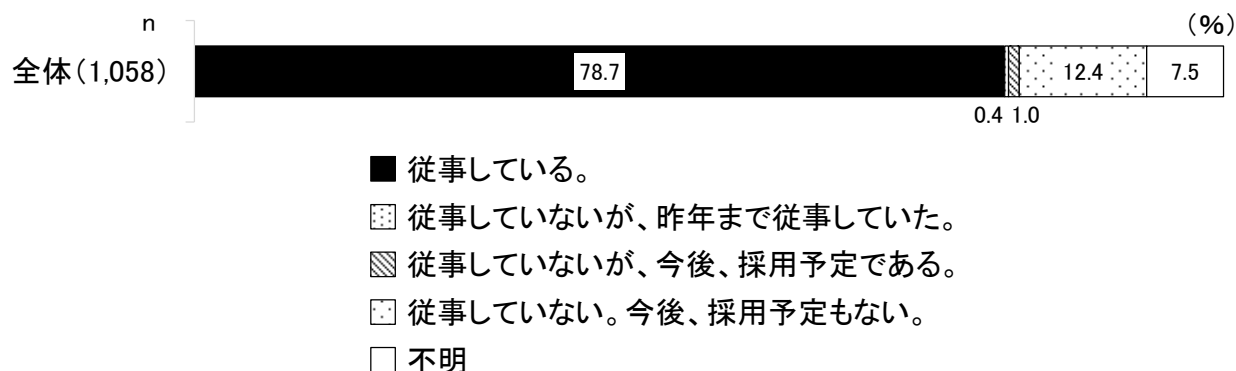 n
(%)
全体(1,058)
78.7
12.4
7.5
0.4 1.0
従事している。
従事していないが、昨年まで従事していた。
従事していないが、今後、採用予定である。
従事していない。今後、採用予定もない。
不明